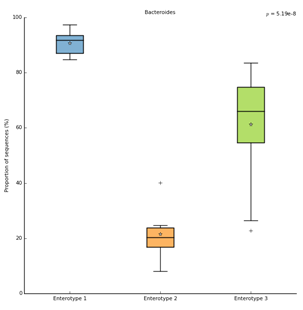 Bacteroides
p ≈ 5.19e-8
100
80
60
40
20
0
Proportion of sequences (%)
Enterotype 1
Enterotype 2
Enterotype 3